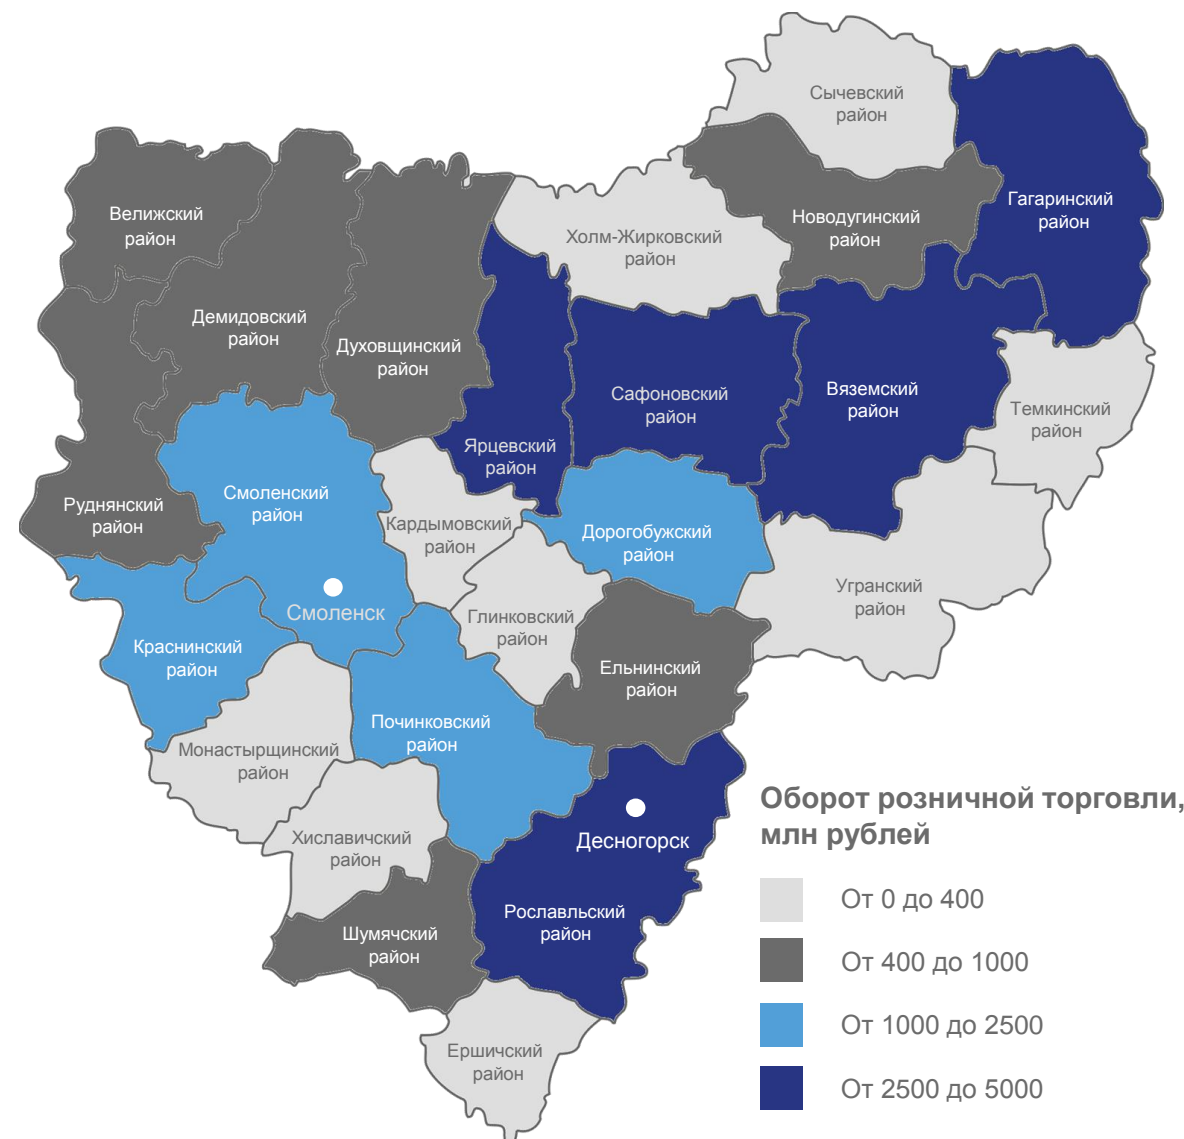 Сычевский
район
Гагаринский
район
Велижский
район
Новодугинский
район
Холм-Жирковский
район
Демидовский
район
Духовщинский
район
Сафоновский
район
Вяземский
район
Темкинский
район
Ярцевский
район
Руднянский
район
Смоленский
район
Кардымовский
район
Дорогобужский
район
Угранский
район
Смоленск
Глинковский
район
Краснинский
район
Ельнинский
район
Починковский
район
Монастырщинский
район
Хиславичский
район
Десногорск
Рославльский
район
Шумячский
район
Ершичский
район
Оборот розничной торговли,
млн рублей
От 0 до 400
От 400 до 1000
От 1000 до 2500
От 2500 до 5000